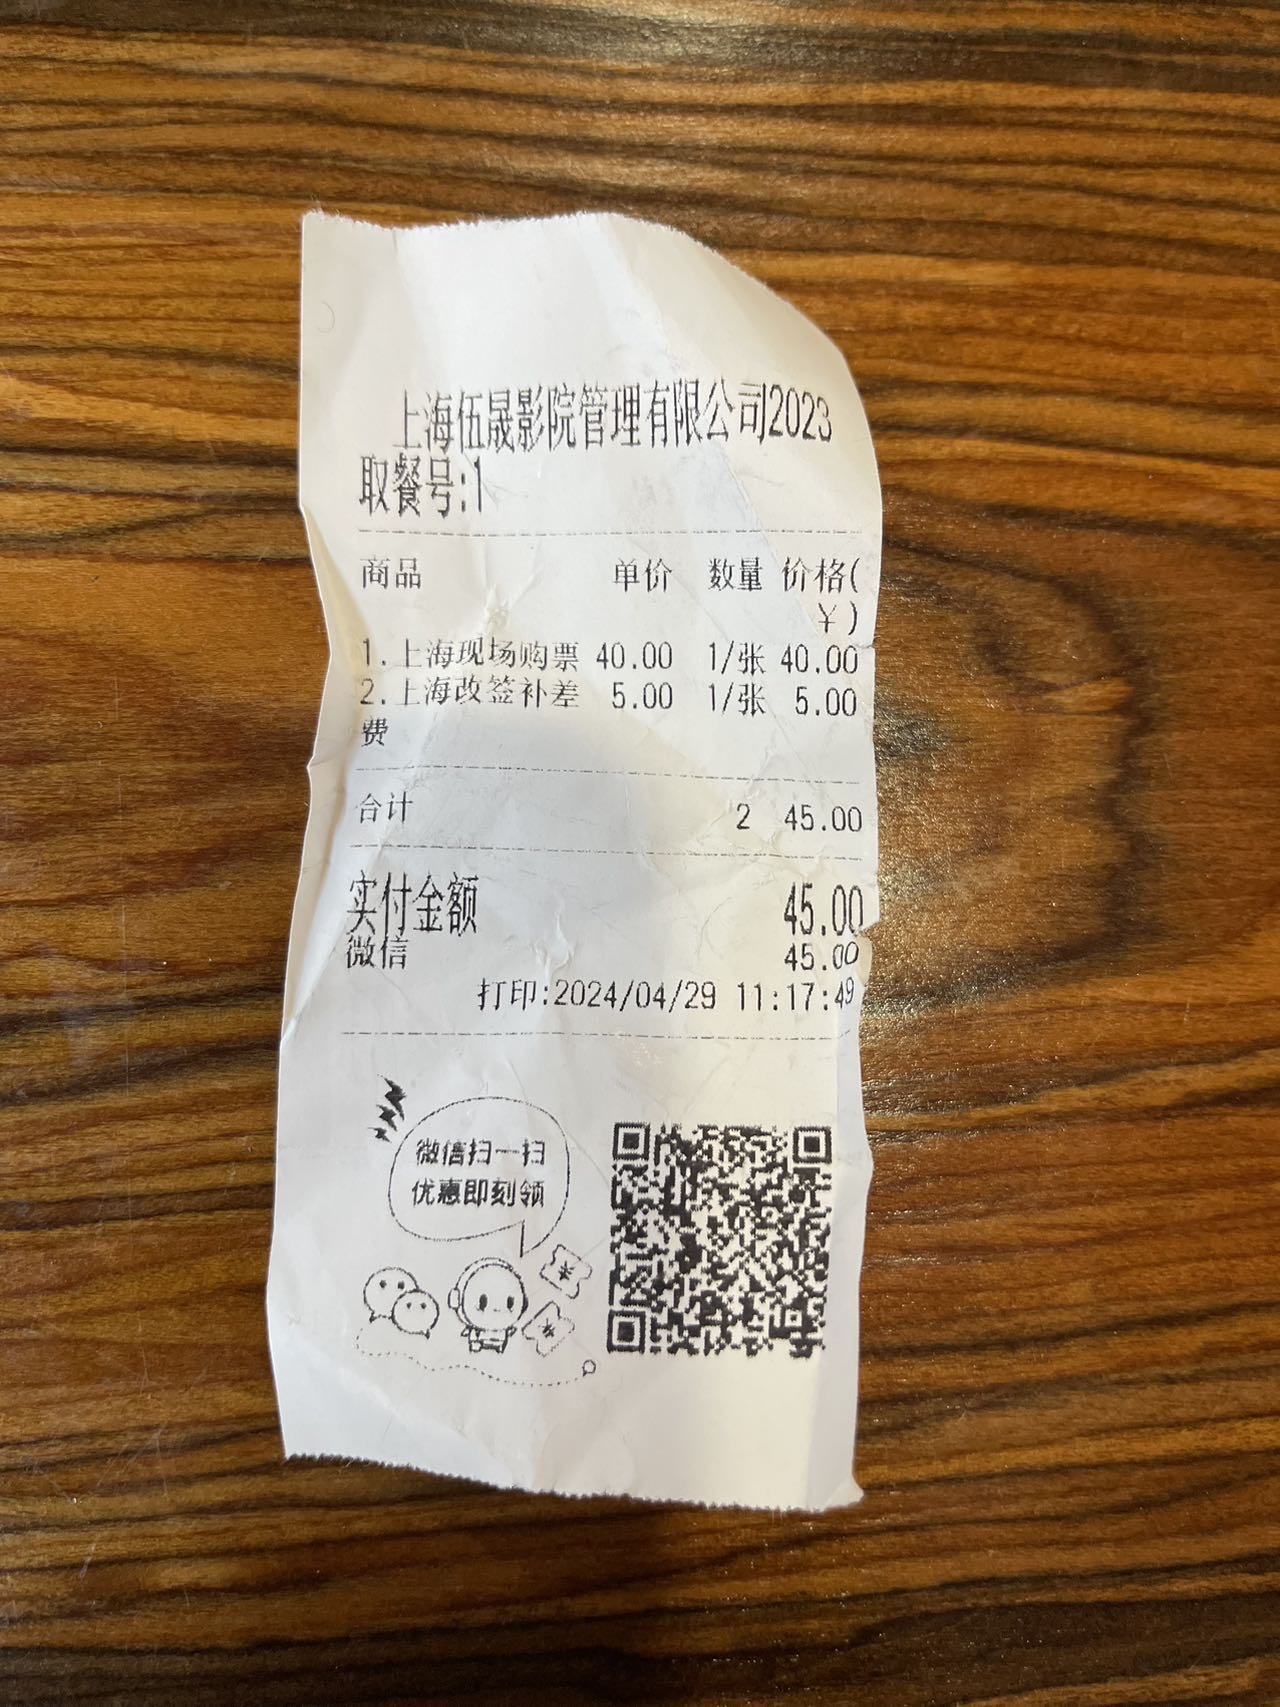 上海伍晟影院管理有限公司2023
取餐号:1
商品 单价 数量 价格(
￥)
1.上海现场购票 40.00 1/张 40.00
2.上海改签补差 5.00 1/张 5.00
费
合计 2 45.00
实付金额 45.00
微信 45.00
打印:2024/04/29 11:17:49
微信扫一扫
优惠即刻领